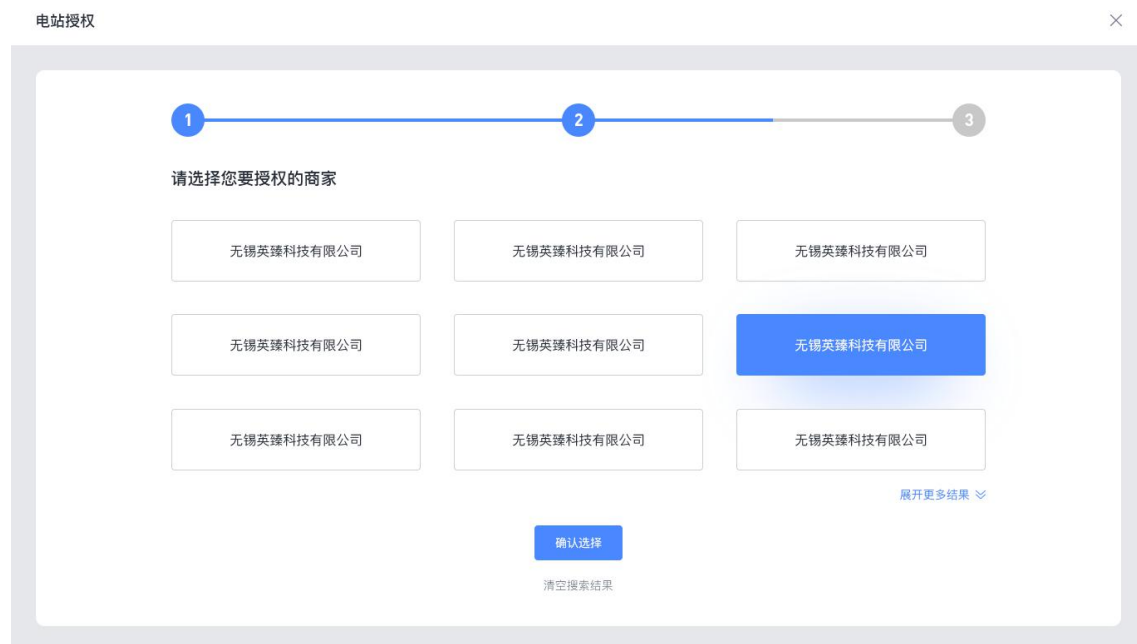 电站授权
1 2 3
请选择您要授权的商家
无锡英臻科技有限公司 无锡英臻科技有限公司 无锡英臻科技有限公司
无锡英臻科技有限公司 无锡英臻科技有限公司 无锡英臻科技有限公司
无锡英臻科技有限公司 无锡英臻科技有限公司 无锡英臻科技有限公司
展开更多结果
确认选择
清空搜索结果